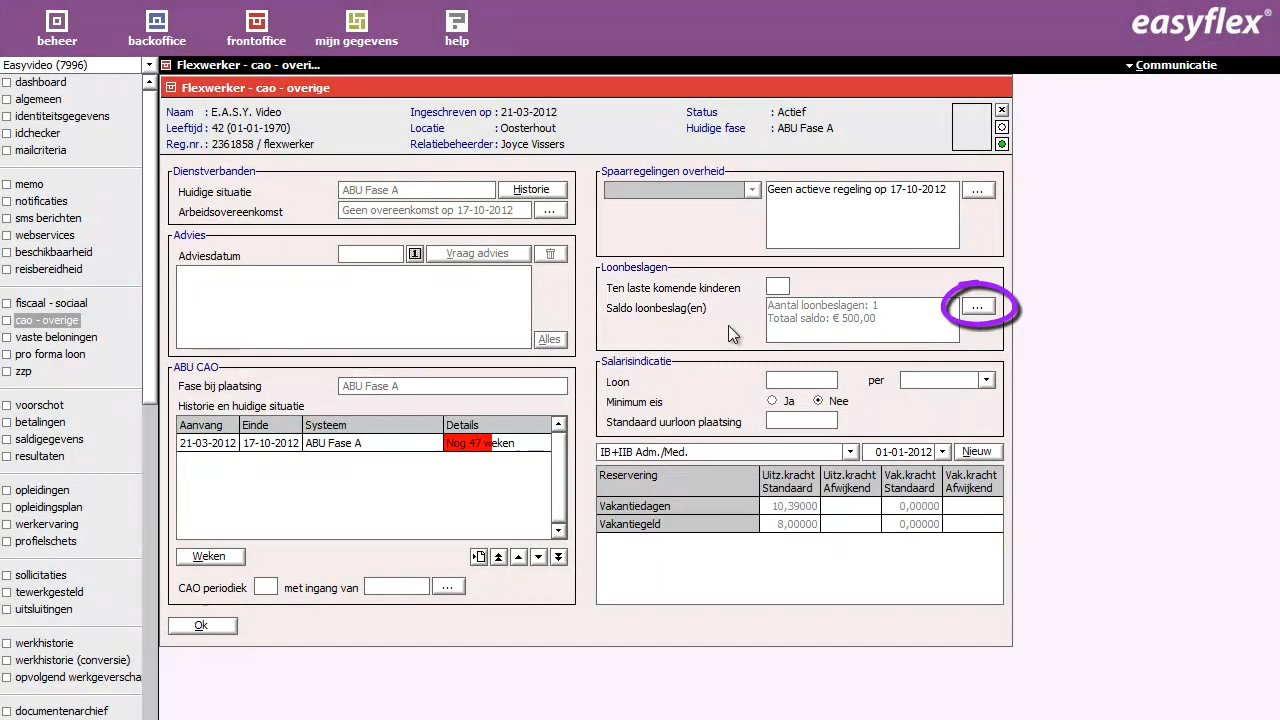 beheer
backoffice
frontoffice
mijn gegevens
help
easyflex®
Easyvideo (7996)
Flexwerker - cao - overi...
Communicatie
dashboard
algemeen
identiteitsgegevens
idchecker
mailcriteria
memo
notificaties
sms berichten
webservices
beschikbaarheid
reisbereidheid
fiscaal - sociaal
cao - overige
vaste beloningen
pro forma loon
zzp
voorschot
betalingen
saldigegevens
resultaten
opleidingen
opleidingsplan
werkervaring
profielschets
sollicitaties
tewerkgesteld
uitsluitingen
werkhistorie
werkhistorie (conversie)
opvolgend werkgeverscha
documentenarchief
Flexwerker - cao - overige
Naam : E.A.S.Y. Video
Leeftijd : 42 (01-01-1970)
Reg.nr. : 2361858 / flexwerker
Ingeschreven op : 21-03-2012
Locatie : Oosterhout
Relatiebeheerder : Joyce Vissers
Status : Actief
Huidige fase : ABU Fase A
Dienstverbanden
Huidige situatie ABU Fase A Historie
Arbeidsovereenkomst Geen overeenkomst op 17-10-2012 ...
Advies
Adviesdatum 1 Vraag advies
Alles
ABU CAO
Fase bij plaatsing ABU Fase A
Historie en huidige situatie
Aanvang Einde Systeem Details
21-03-2012 17-10-2012 ABU Fase A Nog 47 weken
Weken
CAO periodiek met ingang van ...
Ok
Spaarregelingen overheid
Geen actieve regeling op 17-10-2012 ...
Loonbeslagen
Ten laste komende kinderen
Saldo loonbeslag(en) Aantal loonbeslagen: 1 ...
Totaal saldo: € 500,00
Salarisindicatie
Loon per
Minimum eis Ja Nee
Standaard uurloon plaatsing
IB+IIB Adm./Med. 01-01-2012 Nieuw
Reservering Uitz.kracht Uitz.kracht Vak.kracht Vak.kracht
Standaard Afwijkend Standaard Afwijkend
Vakantiedagen 10,39000 0,00000
Vakantiegeld 8,00000 0,00000